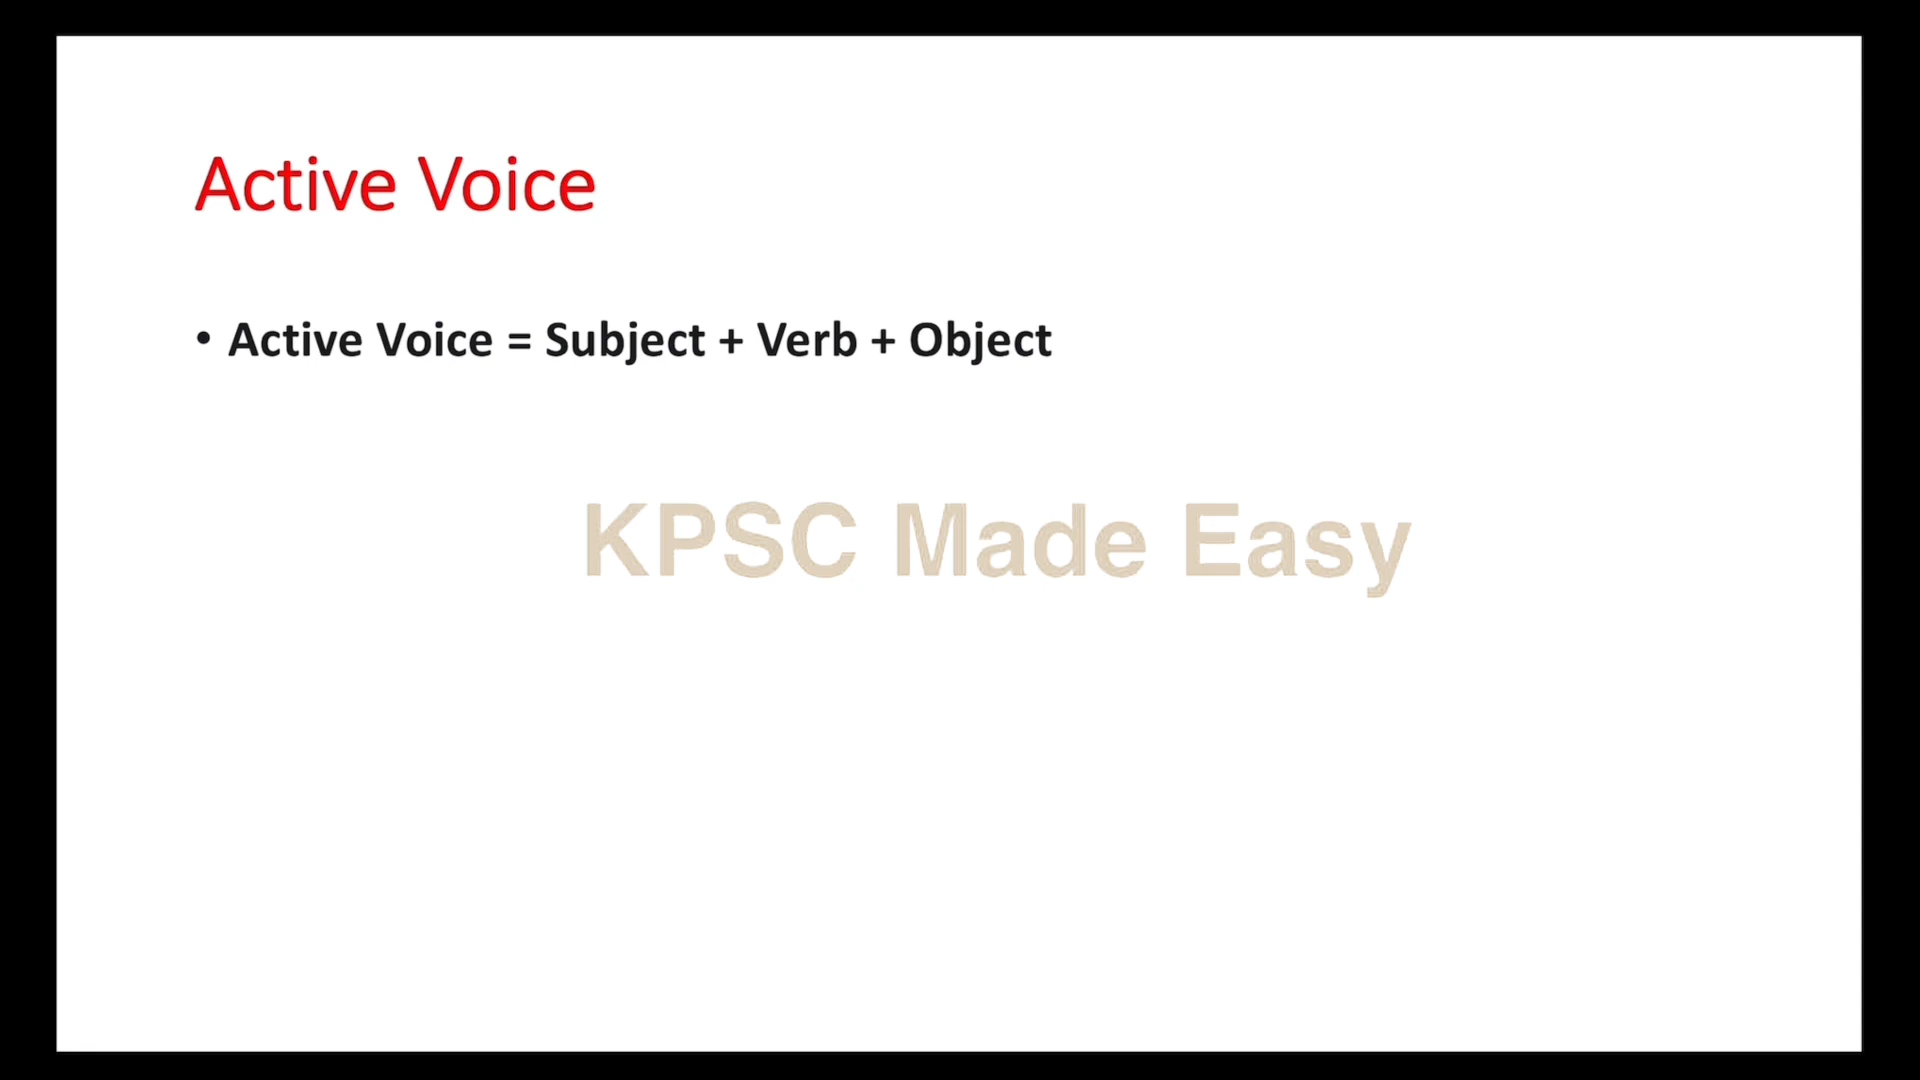 Active Voice
• Active Voice = Subject + Verb + Object
KPSC Made Easy